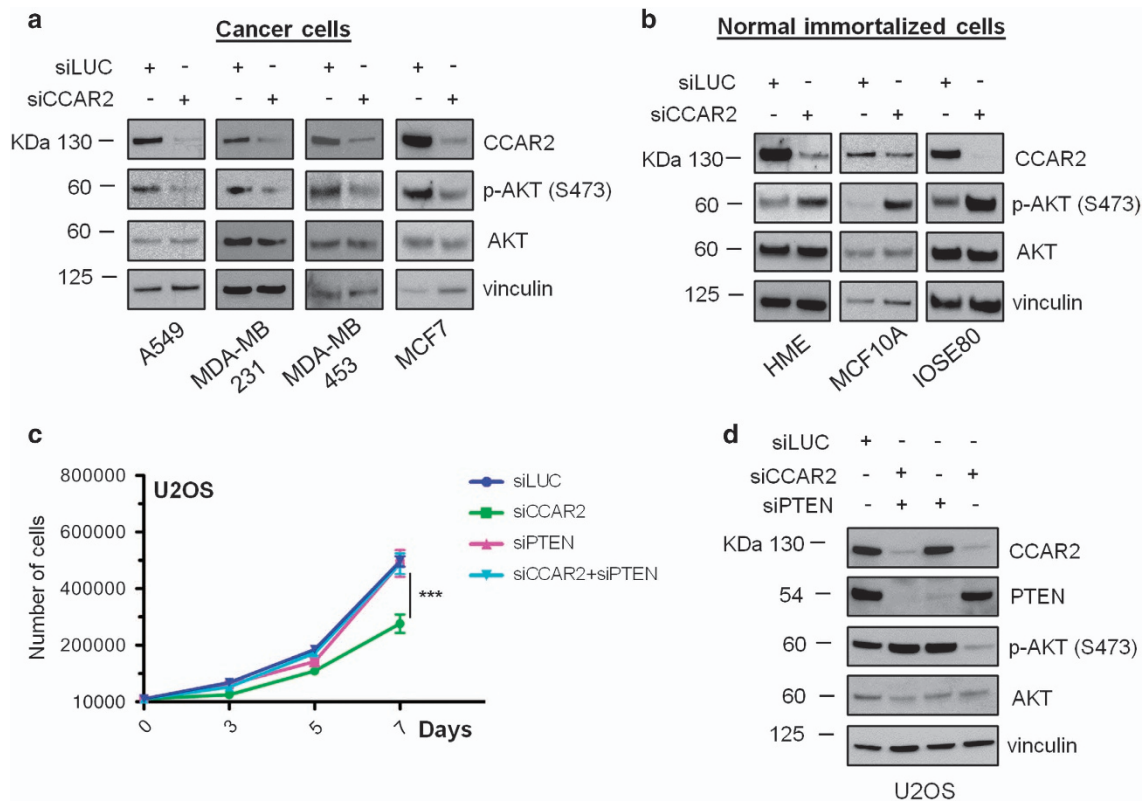 a
Cancer cells
siLUC + - + - + - + -
siCCAR2 - + - + - + - +
KDa 130 CCAR2
60 p-AKT (S473)
60 AKT
125 vinculin
A549 MDA-MB 231 MDA-MB 453 MCF7
b
Normal immortalized cells
siLUC + - + - + -
siCCAR2 - + - + - +
KDa 130 CCAR2
60 p-AKT (S473)
60 AKT
125 vinculin
HME MCF10A IOSE80
c
U2OS
Number of cells
800000
600000
400000
200000
10000
0 3 5 7 Days
siLUC
siCCAR2
siPTEN
siCCAR2+siPTEN
***
d
siLUC + - - -
siCCAR2 - + - +
siPTEN - + + -
KDa 130 CCAR2
54 PTEN
60 p-AKT (S473)
60 AKT
125 vinculin
U2OS